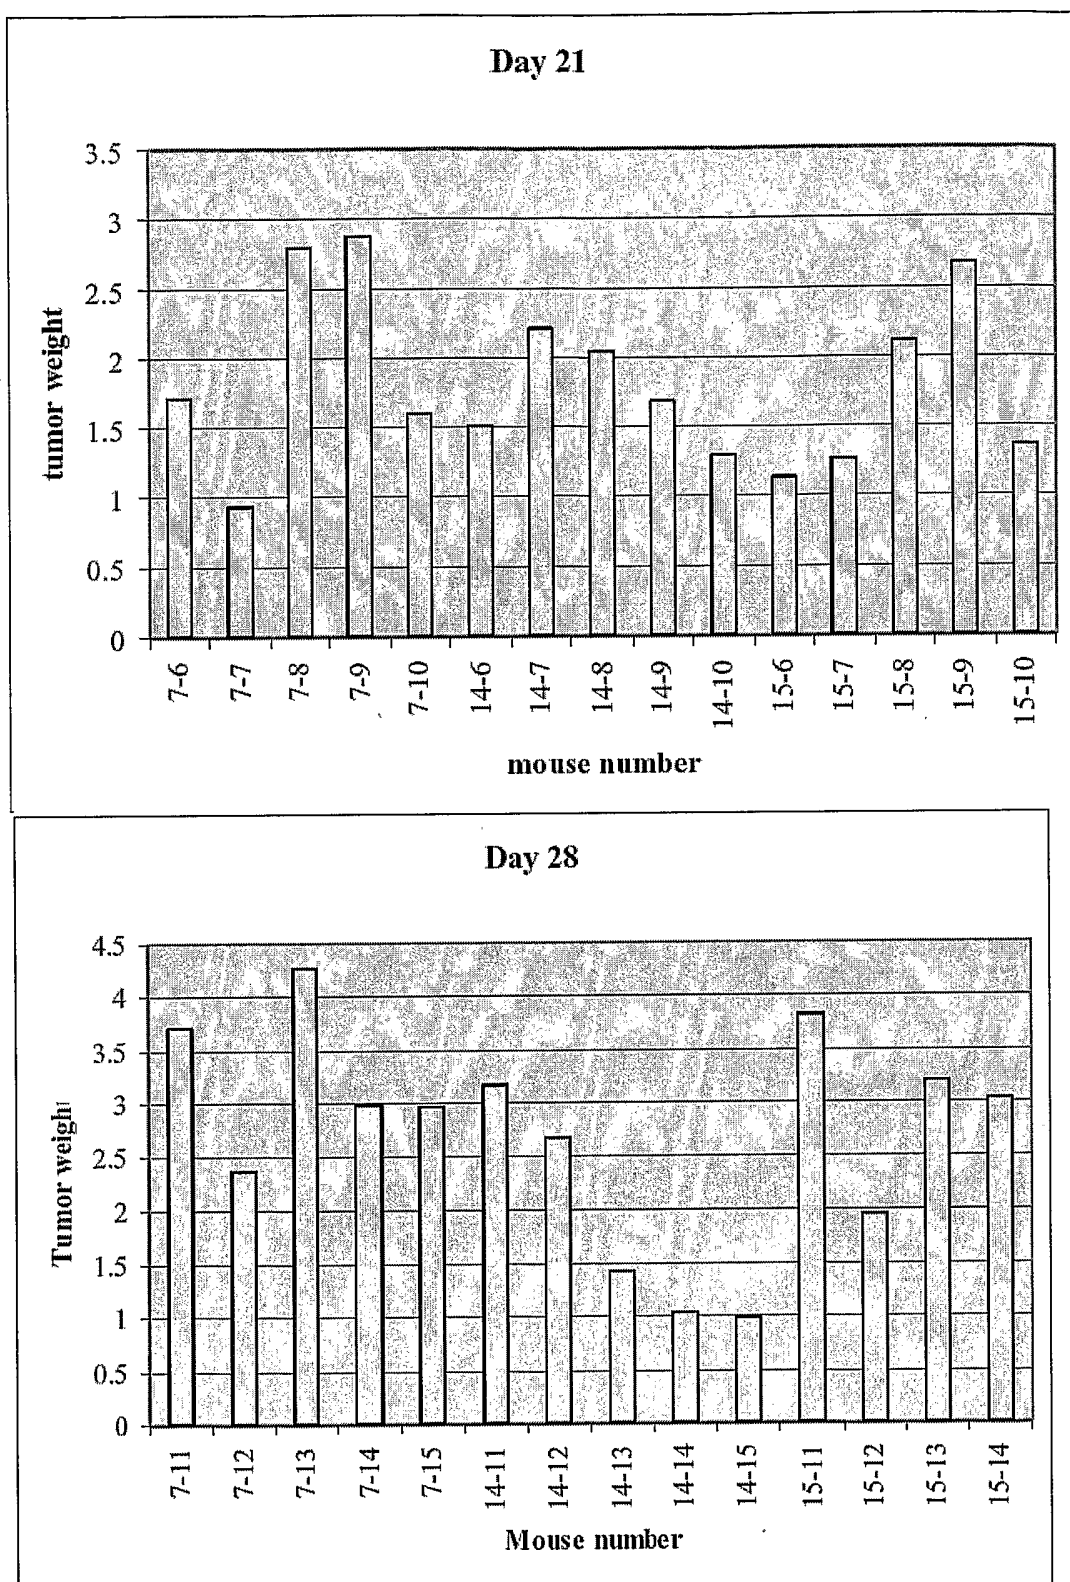 Day 21
3.5
3
2.5
2
1.5
1
0.5
0
tumor weight
7-6 7-7 7-8 7-9 7-10 14-6 14-7 14-8 14-9 14-10 15-6 15-7 15-8 15-9 15-10
mouse number
Day 28
4.5
4
3.5
3
2.5
2
1.5
1
0.5
0
Tumor weight
7-11 7-12 7-13 7-14 7-15 14-11 14-12 14-13 14-14 14-15 15-11 15-12 15-13 15-14
Mouse number